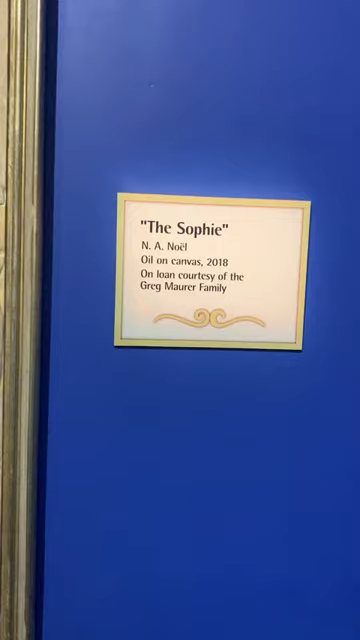 "The Sophie"
N. A. Noël
Oil on canvas, 2018
On loan courtesy of the
Greg Maurer Family